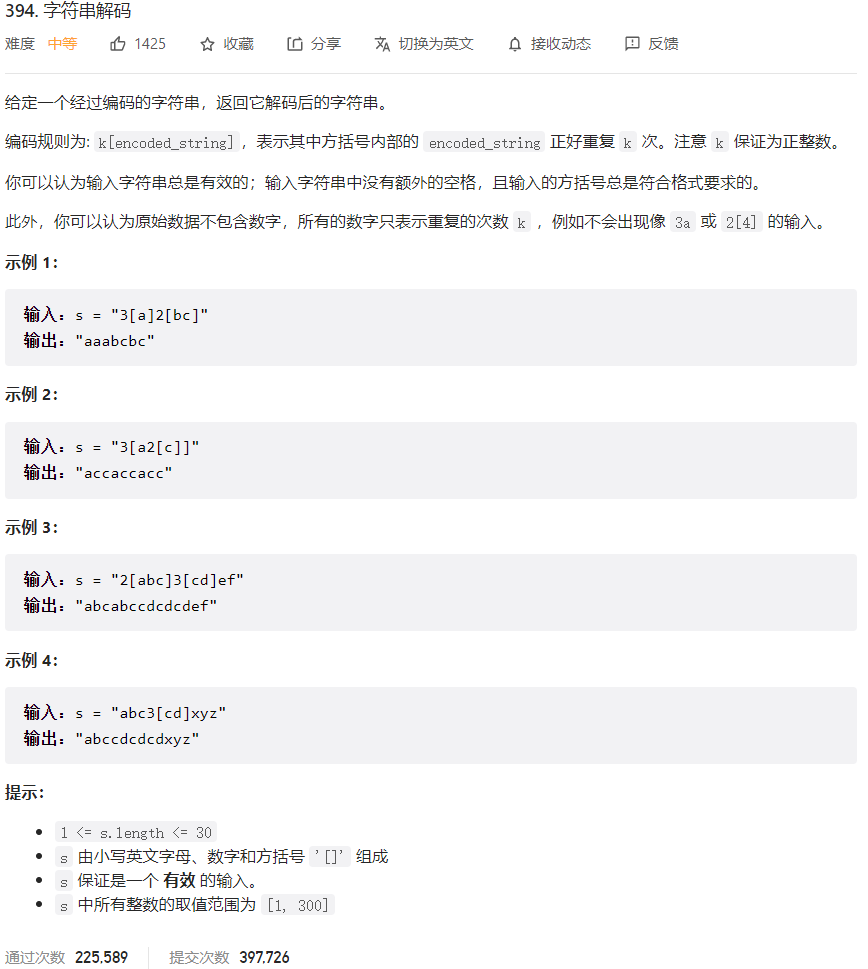 394. 字符串解码
难度 中等 1425 收藏 分享 切换为英文 接收动态 反馈
给定一个经过编码的字符串，返回它解码后的字符串。
编码规则为: k[encoded_string]，表示其中方括号内部的 encoded_string 正好重复 k 次。注意 k 保证为正整数。
你可以认为输入字符串总是有效的；输入字符串中没有额外的空格，且输入的方括号总是符合格式要求的。
此外，你可以认为原始数据不包含数字，所有的数字只表示重复的次数 k ，例如不会出现像 3a 或 2[4] 的输入。
示例 1：
输入：s = "3[a]2[bc]"
输出："aaabcbc"
示例 2：
输入：s = "3[a2[c]]"
输出："accaccacc"
示例 3：
输入：s = "2[abc]3[cd]ef"
输出："abcabccdcdcdef"
示例 4：
输入：s = "abc3[cd]xyz"
输出："abccdcdcdxyz"
提示：
• 1 <= s.length <= 30
• s 由小写英文字母、数字和方括号 '[]' 组成
• s 保证是一个 有效 的输入。
• s 中所有整数的取值范围为 [1, 300]
通过次数 225,589 提交次数 397,726